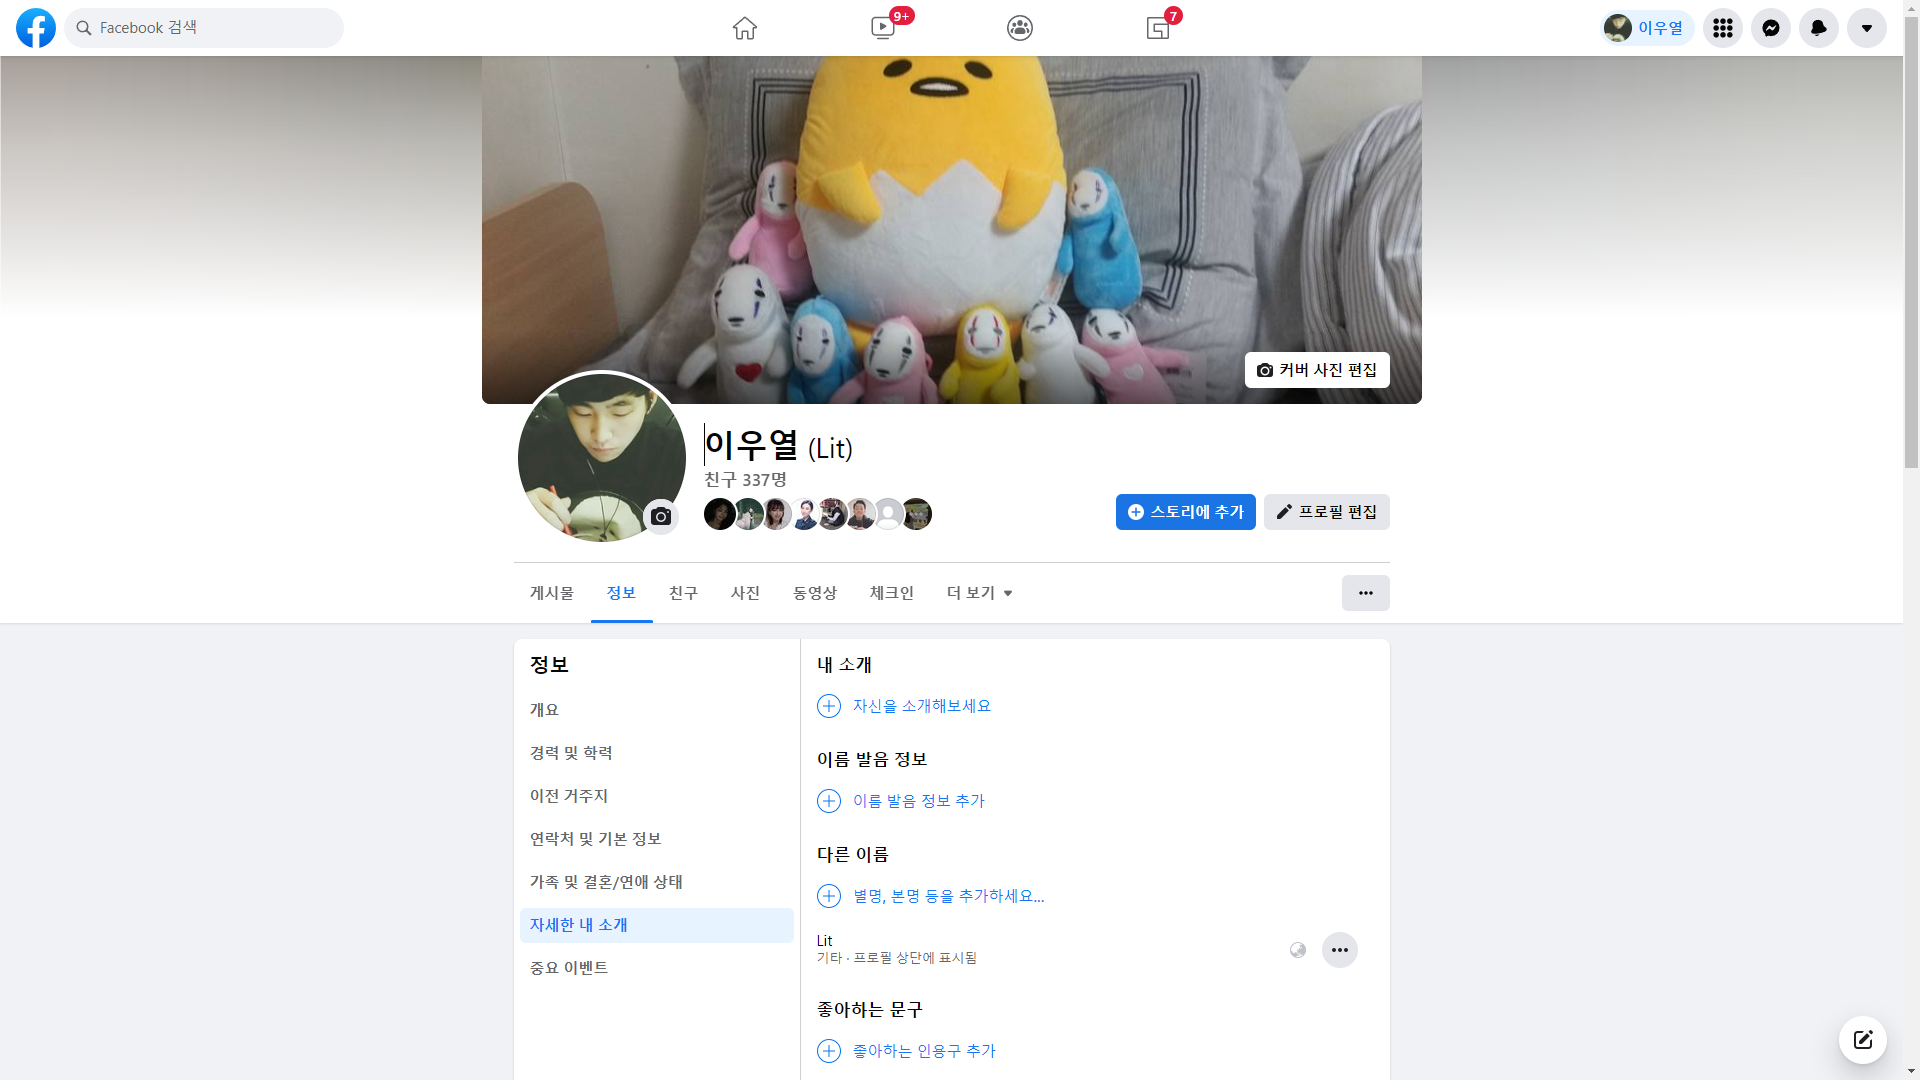 Facebook 검색
9+
7
이우열
커버 사진 편집
이우열 (Lit)
친구 337명
스토리에 추가
프로필 편집
게시물
정보
친구
사진
동영상
체크인
더 보기
정보
개요
경력 및 학력
이전 거주지
연락처 및 기본 정보
가족 및 결혼/연애 상태
자세한 내 소개
중요 이벤트
내 소개
자신을 소개해보세요
이름 발음 정보
이름 발음 정보 추가
다른 이름
별명, 본명 등을 추가하세요...
Lit
기타 · 프로필 상단에 표시됨
좋아하는 문구
좋아하는 인용구 추가